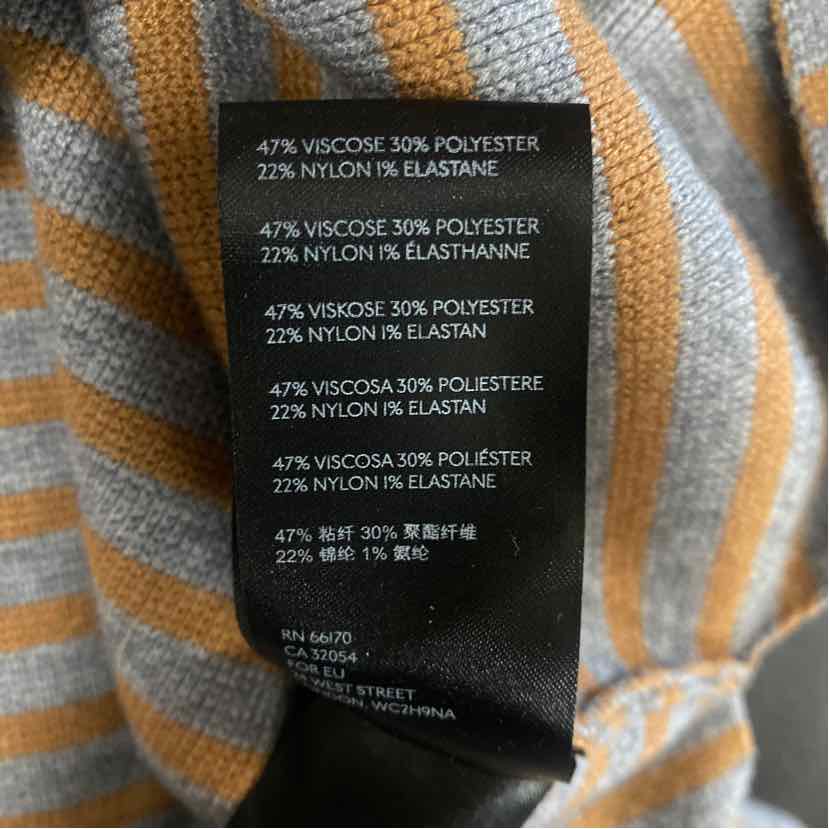 47% VISCOSE 30% POLYESTER
22% NYLON 1% ELASTANE
47% VISCOSE 30% POLYESTER
22% NYLON 1% ÉLASTHANNE
47% VISKOSE 30% POLYESTER
22% NYLON 1% ELASTAN
47% VISCOSA 30% POLIESTERE
22% NYLON 1% ELASTAN
47% VISCOSA 30% POLIÉSTER
22% NYLON 1% ELASTANE
47% 粘纤 30% 聚酯纤维
22% 锦纶 1% 氨纶
RN 66170
CA 32054
FOR EU
WEST STREET
WC2H9NA